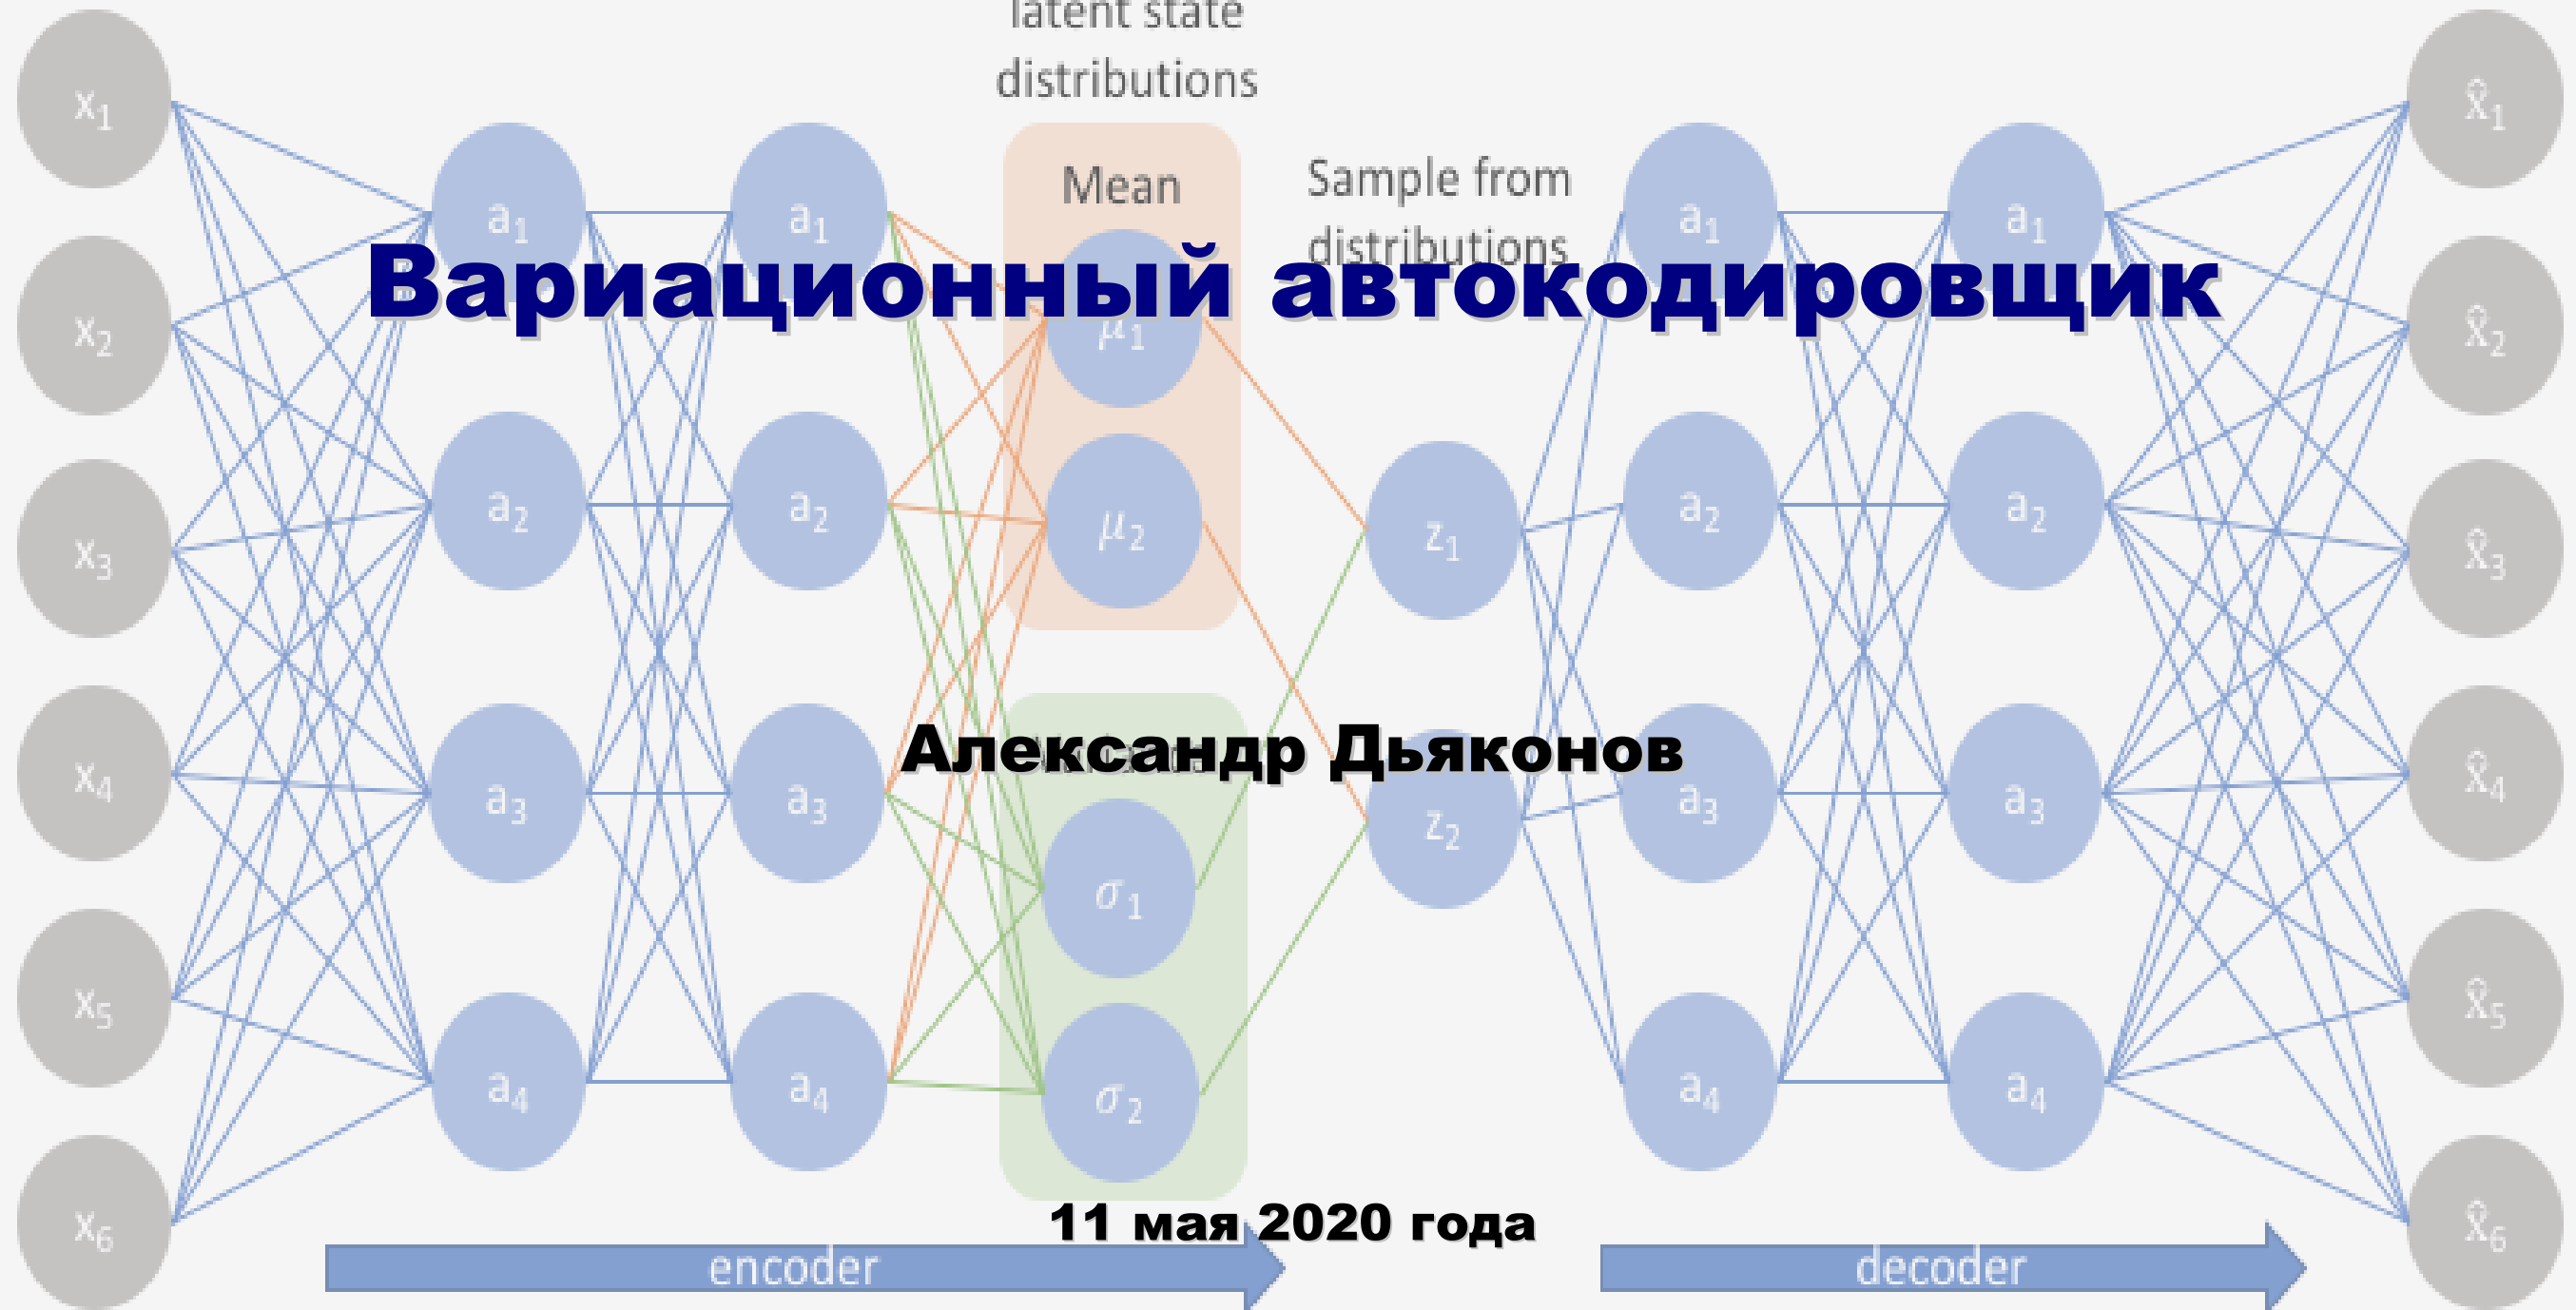 latent state
distributions
Mean
Sample from
distributions
Вариационный автокодировщик
Александр Дьяконов
11 мая 2020 года
encoder
decoder
x1
x2
x3
x4
x5
x6
a1
a2
a3
a4
a1
a2
a3
a4
μ1
μ2
σ1
σ2
z1
z2
a1
a2
a3
a4
a1
a2
a3
a4
x̂1
x̂2
x̂3
x̂4
x̂5
x̂6